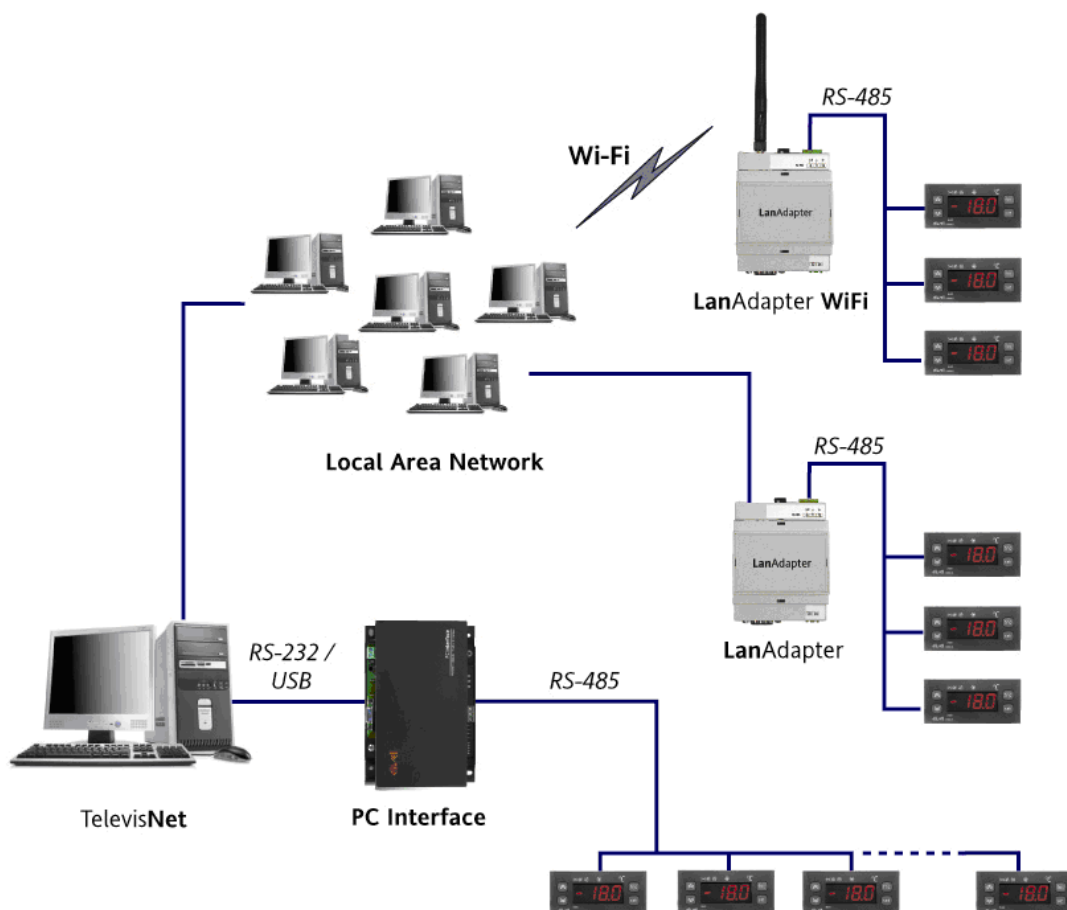 RS-485
Wi-Fi
LanAdapter
-18.0
LanAdapter WiFi
-18.0
-18.0
Local Area Network
RS-485
-18.0
LanAdapter
-18.0
LanAdapter
-18.0
RS-232 /
USB
RS-485
TelevisNet
PC Interface
-18.0
-18.0
-18.0
-18.0